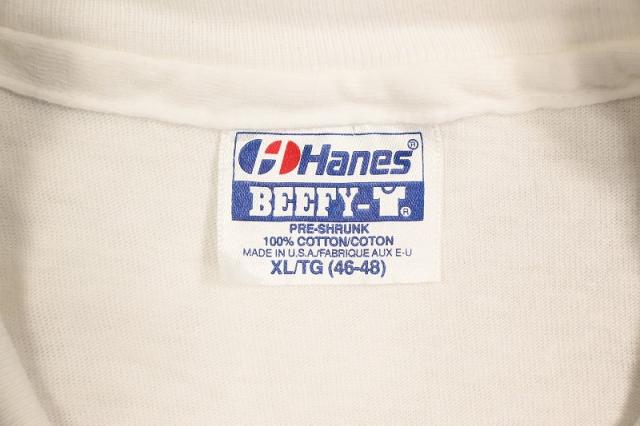 Hanes®
BEEFY-T®
PRE-SHRUNK
100% COTTON/COTON
MADE IN U.S.A./FABRIQUE AUX E-U
XL/TG (46-48)